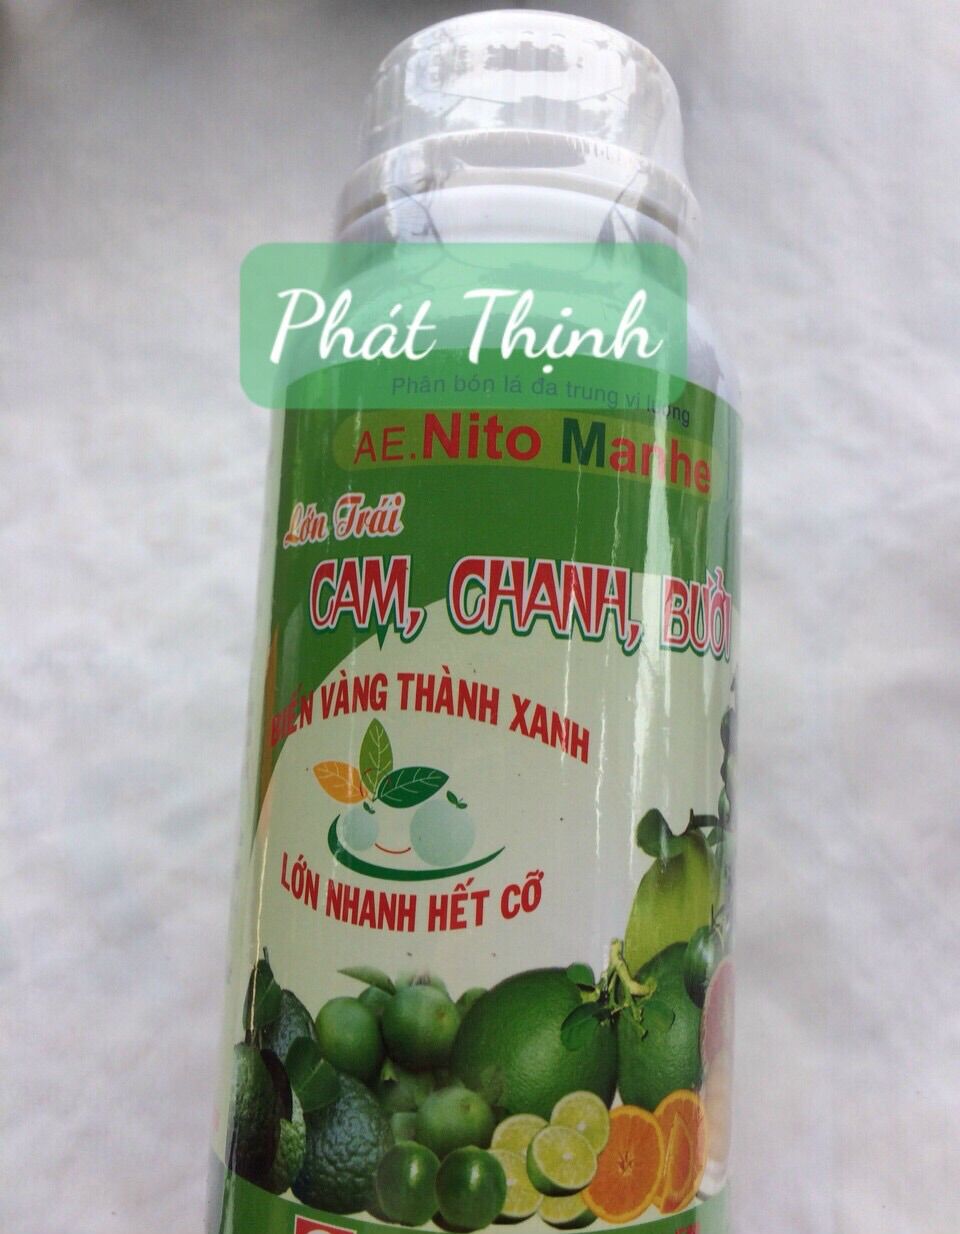 Phát Thịnh
Phân bón lá đa trung vị lượng
AE.Nito Manhe
Lớn Trái
CAM, CHANH, BƯỞI
BIẾN VÀNG THÀNH XANH
LỚN NHANH HẾT CỠ